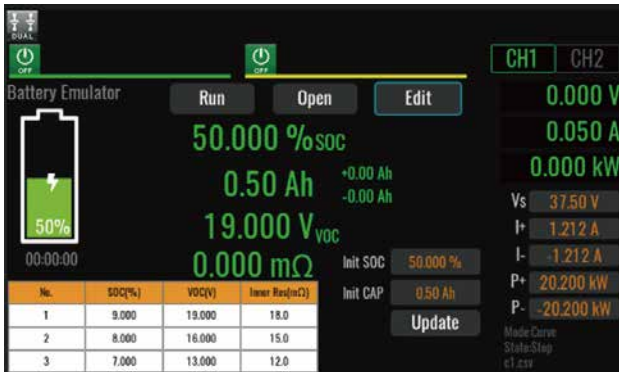 DUAL
OFF
OFF
CH1 CH2
Battery Emulator
Run Open Edit
0.000 V
0.050 A
0.000 kW
50.000 %SOC
0.50 Ah
+0.00 Ah
-0.00 Ah
19.000 VVOC
0.000 mΩ
50%
00:00:00
Init SOC 50.000 %
Init CAP 0.50 Ah
Update
Vs 37.50 V
I+ 1.212 A
I- -1.212 A
P+ 20.200 kW
P- -20.200 kW
Mode:Curve
State:Stop
c1.csv
No. SOC(%) VOC(V) Inner Res(mΩ)
1 9.000 19.000 18.0
2 8.000 16.000 15.0
3 7.000 13.000 12.0